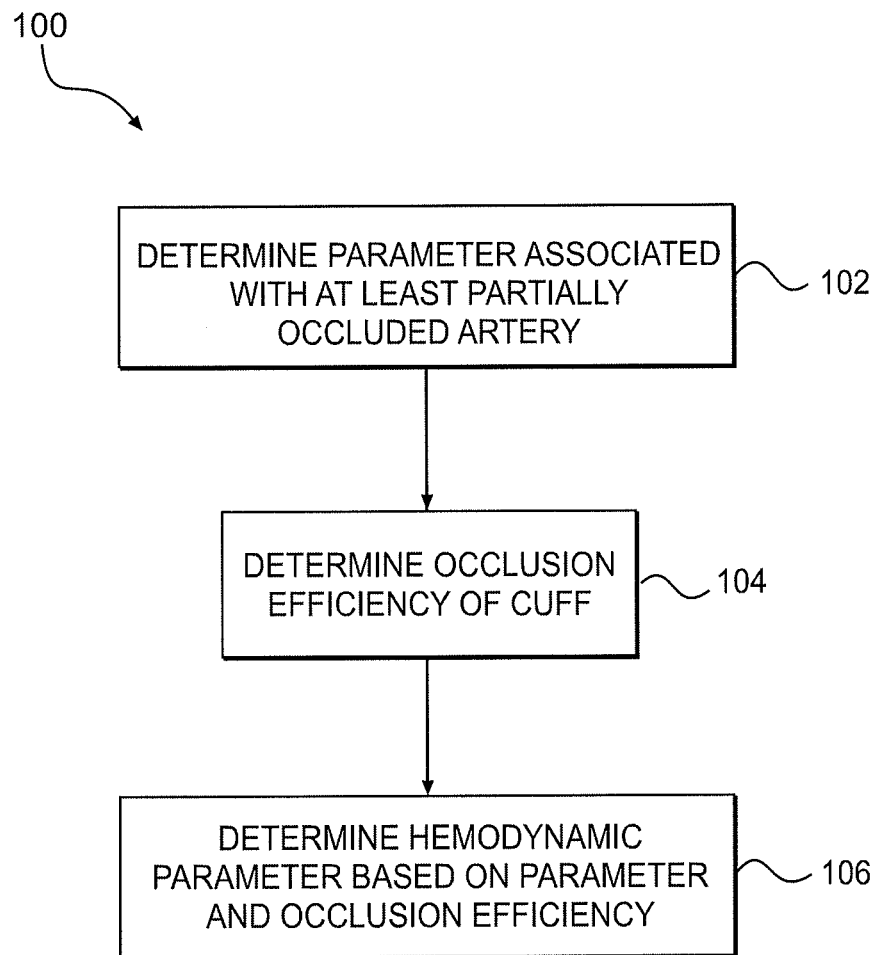 100
DETERMINE PARAMETER ASSOCIATED
WITH AT LEAST PARTIALLY
OCCLUDED ARTERY
102
DETERMINE OCCLUSION
EFFICIENCY OF CUFF
104
DETERMINE HEMODYNAMIC
PARAMETER BASED ON PARAMETER
AND OCCLUSION EFFICIENCY
106